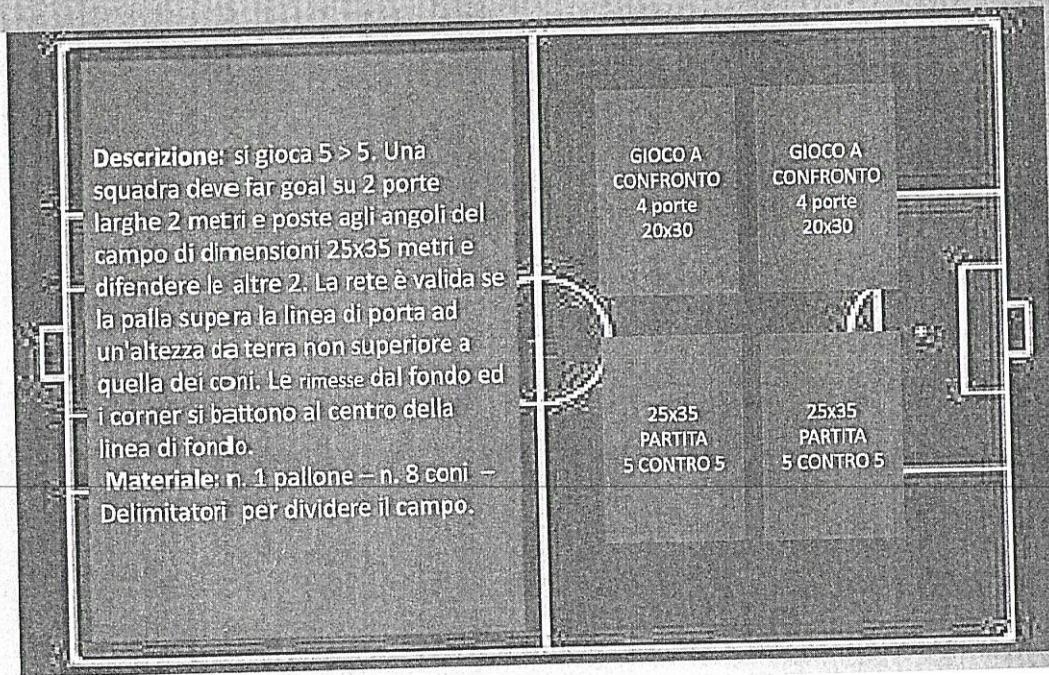 Descrizione: si gioca 5 > 5. Una
squadra deve far goal su 2 porte
larghe 2 metri e poste agli angoli del
campo di dimensioni 25x35 metri e
difendere le altre 2. La rete è valida se
la palla supera la linea di porta ad
un'altezza da terra non superiore a
quella dei coni. Le rimesse dal fondo ed
i corner si battono al centro della
linea di fondo.
Materiale: n. 1 pallone – n. 8 coni –
Delimitatori per dividere il campo.
GIOCO A
CONFRONTO
4 porte
20x30
GIOCO A
CONFRONTO
4 porte
20x30
25x35
PARTITA
5 CONTRO 5
25x35
PARTITA
5 CONTRO 5